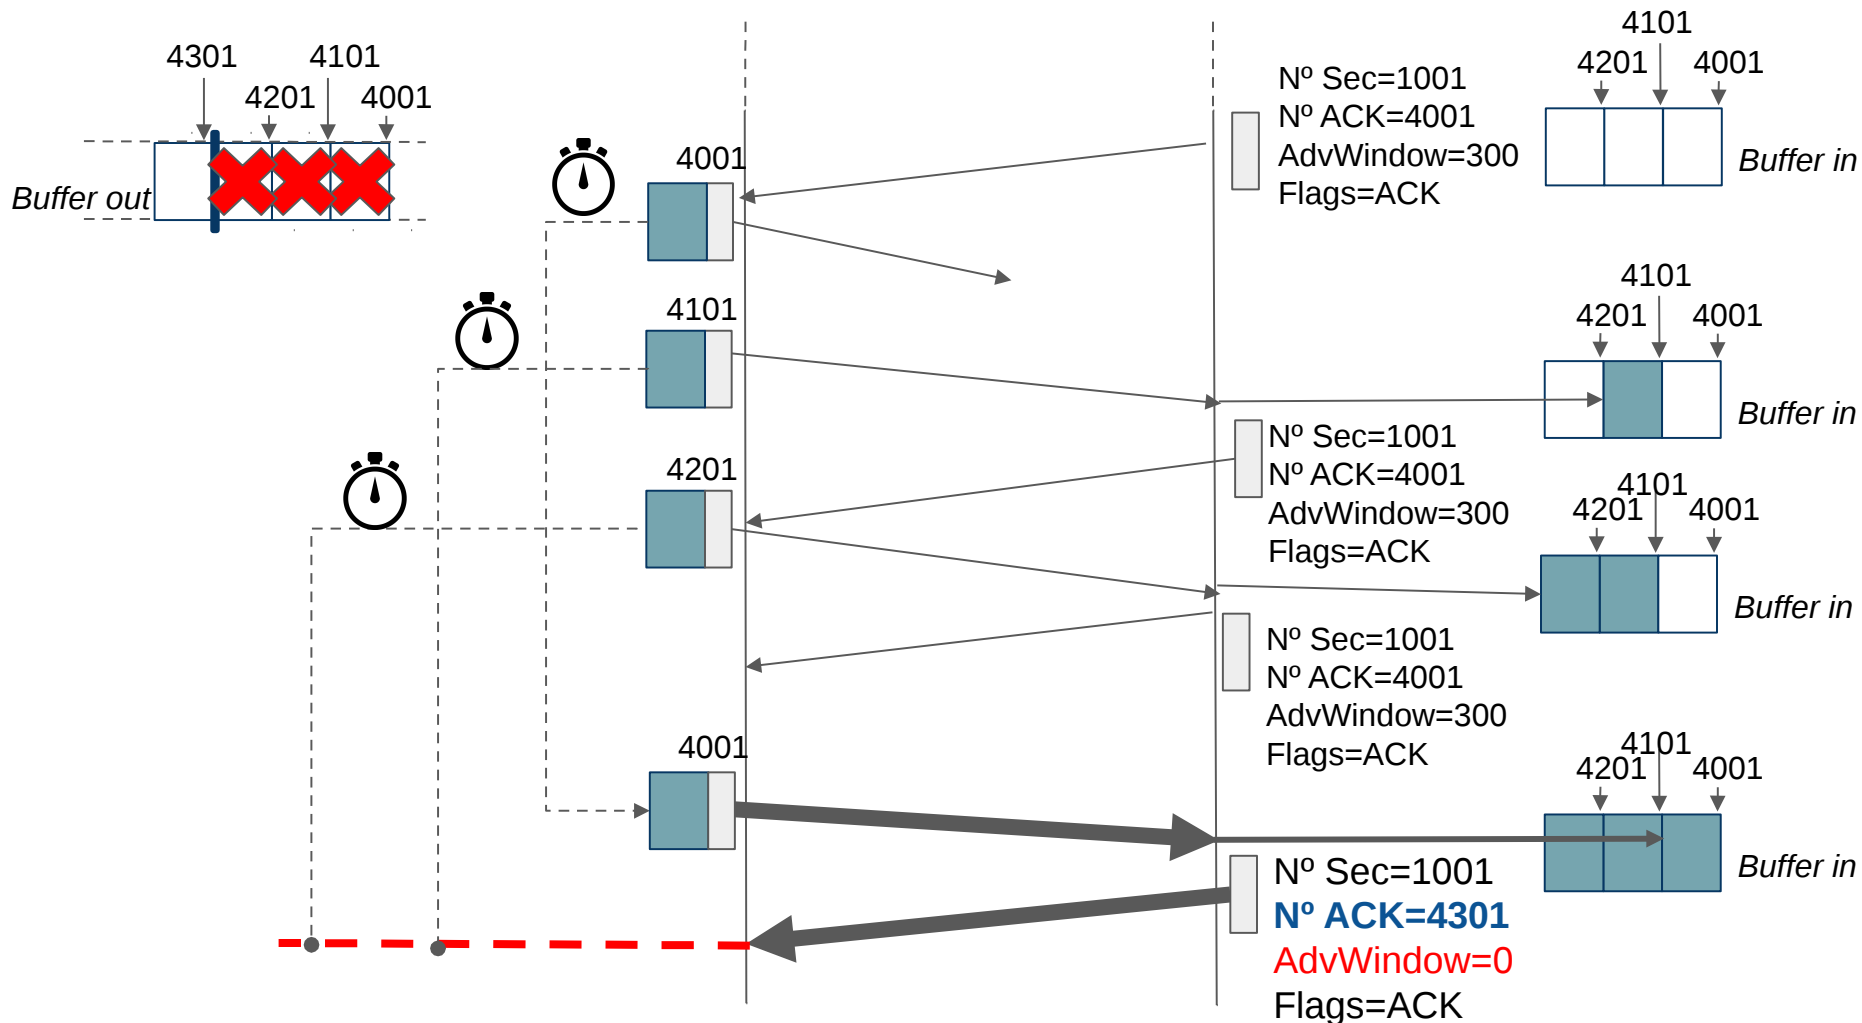 4301
4101
4201
4001
Buffer out
4001
Nº Sec=1001
Nº ACK=4001
AdvWindow=300
Flags=ACK
4101
4201
4001
Buffer in
4101
4101
4201
4001
Buffer in
Nº Sec=1001
Nº ACK=4001
AdvWindow=300
Flags=ACK
4201
4101
4201
4001
Buffer in
Nº Sec=1001
Nº ACK=4001
AdvWindow=300
Flags=ACK
4001
4101
4201
4001
Buffer in
Nº Sec=1001
Nº ACK=4301
AdvWindow=0
Flags=ACK